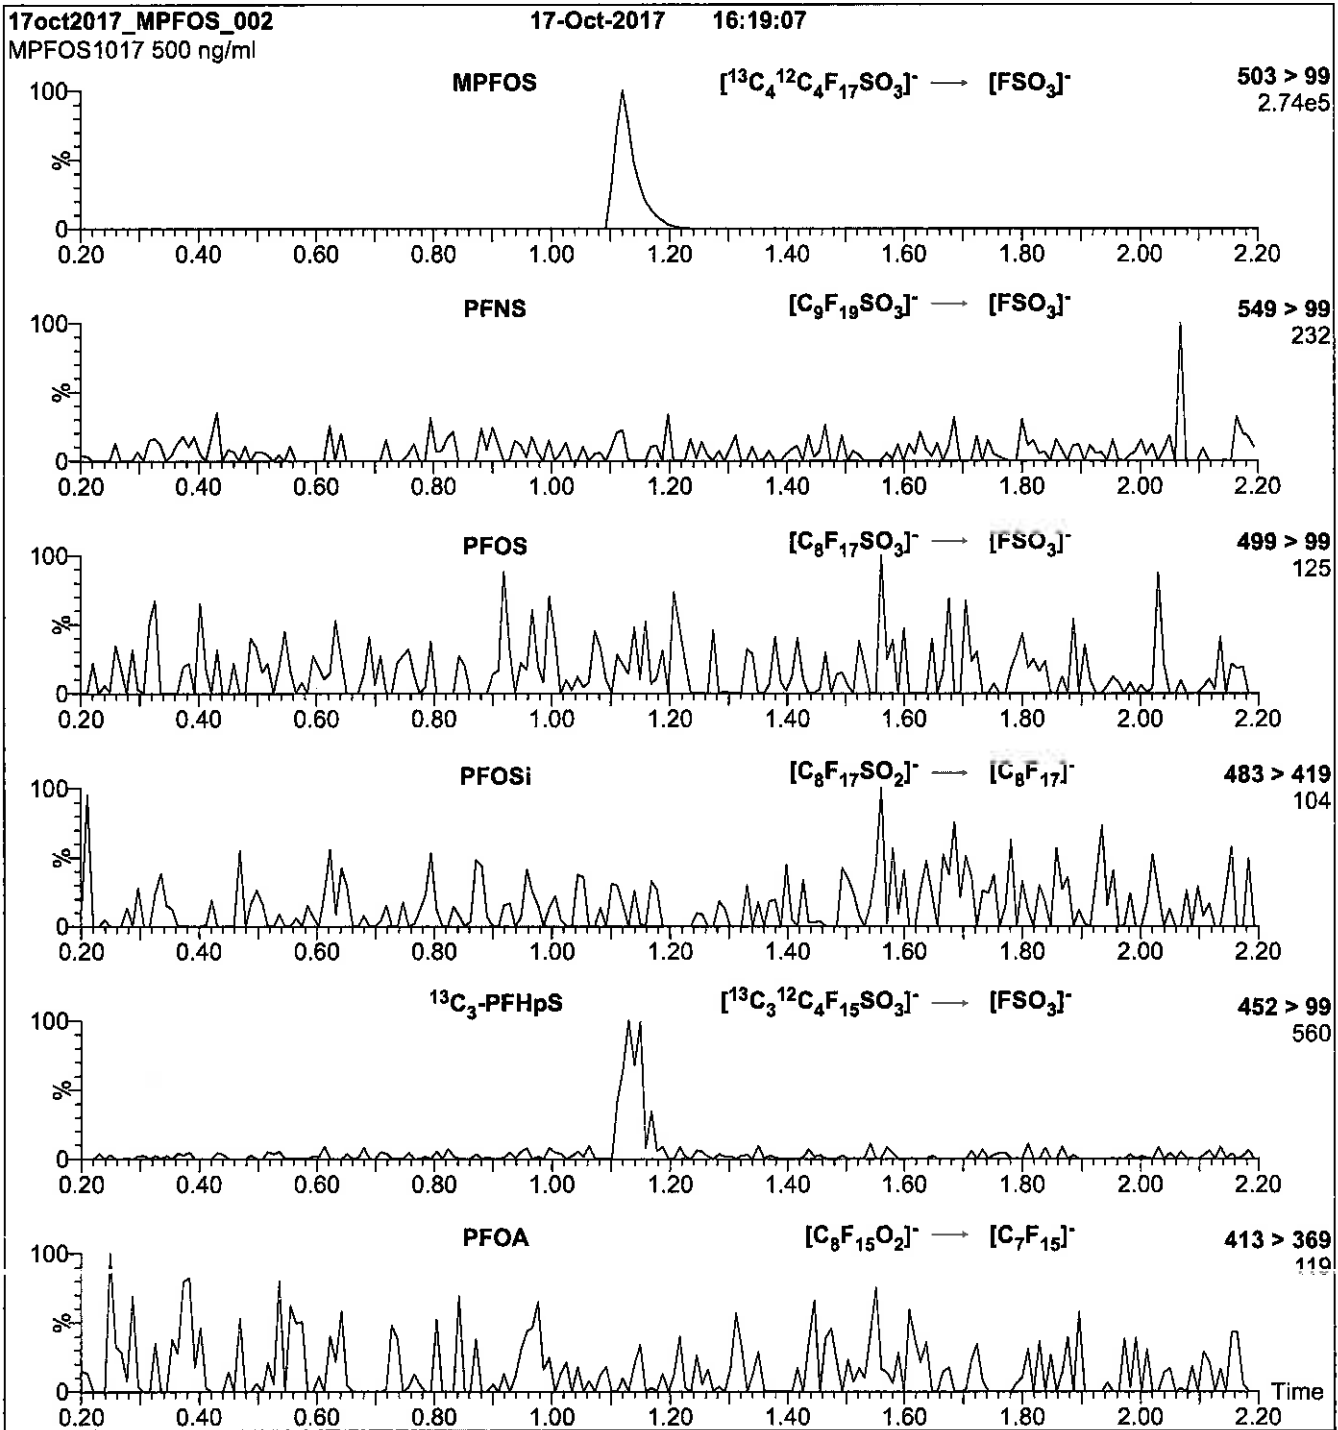 17oct2017_MPFOS_002 17-Oct-2017 16:19:07
MPFOS1017 500 ng/ml
MPFOS [¹³C₄¹²C₄F₁₇SO₃]⁻ → [FSO₃]⁻ 503 > 99
2.74e5
100
%
0
0.20 0.40 0.60 0.80 1.00 1.20 1.40 1.60 1.80 2.00 2.20
PFNS [C₉F₁₉SO₃]⁻ → [FSO₃]⁻ 549 > 99
232
100
%
0
0.20 0.40 0.60 0.80 1.00 1.20 1.40 1.60 1.80 2.00 2.20
PFOS [C₈F₁₇SO₃]⁻ → [FSO₃]⁻ 499 > 99
125
100
%
0
0.20 0.40 0.60 0.80 1.00 1.20 1.40 1.60 1.80 2.00 2.20
PFOSi [C₈F₁₇SO₂]⁻ → [C₈F₁₇]⁻ 483 > 419
104
100
%
0
0.20 0.40 0.60 0.80 1.00 1.20 1.40 1.60 1.80 2.00 2.20
¹³C₃-PFHpS [¹³C₃¹²C₄F₁₅SO₃]⁻ → [FSO₃]⁻ 452 > 99
560
100
%
0
0.20 0.40 0.60 0.80 1.00 1.20 1.40 1.60 1.80 2.00 2.20
PFOA [C₈F₁₅O₂]⁻ → [C₇F₁₅]⁻ 413 > 369
119
100
%
0
Time
0.20 0.40 0.60 0.80 1.00 1.20 1.40 1.60 1.80 2.00 2.20